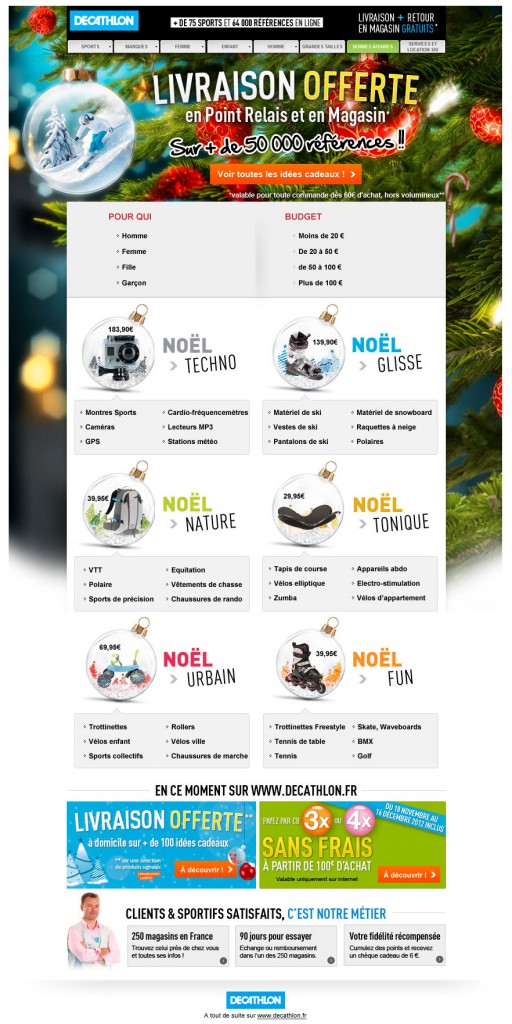 DECATHLON
+ DE 75 SPORTS ET 64 000 RÉFÉRENCES EN LIGNE
LIVRAISON + RETOUR
EN MAGASIN GRATUITS*
SPORTS MARQUES FEMME ENFANT HOMME GRANDES TAILLES BONNES AFFAIRES SERVICES ET LOCATION SKI
LIVRAISON OFFERTE
en Point Relais et en Magasin*
Sur + de 50 000 références !!
Voir toutes les idées cadeaux !
*valable pour toute commande dès 60€ d'achat, hors volumineux**
POUR QUI
Homme
Femme
Fille
Garçon
BUDGET
Moins de 20 €
De 20 à 50 €
de 50 à 100 €
Plus de 100 €
183,90€
NOËL
TECHNO
Montres Sports
Caméras
GPS
Cardio-fréquencemètres
Lecteurs MP3
Stations météo
139,90€
NOËL
GLISSE
Matériel de ski
Vestes de ski
Pantalons de ski
Matériel de snowboard
Raquettes à neige
Polaires
39,95€
NOËL
NATURE
VTT
Polaire
Sports de précision
Equitation
Vêtements de chasse
Chaussures de rando
29,95€
NOËL
TONIQUE
Tapis de course
Vélos elliptique
Zumba
Appareils abdo
Electro-stimulation
Vélos d'appartement
69,95€
NOËL
URBAIN
Trottinettes
Vélos enfant
Sports collectifs
Rollers
Vélos ville
Chaussures de marche
39,95€
NOËL
FUN
Trottinettes Freestyle
Tennis de table
Tennis
Skate, Waveboards
BMX
Golf
EN CE MOMENT SUR WWW.DECATHLON.FR
LIVRAISON OFFERTE**
à domicile sur + de 100 idées cadeaux
** sur une sélection
de produits signalés
À découvrir !
PAYEZ PAR CB 3x OU 4x
SANS FRAIS
À PARTIR DE 100€ D'ACHAT
Valable uniquement sur internet
DU 18 NOVEMBRE AU
16 DÉCEMBRE 2012 INCLUS
À découvrir !
CLIENTS & SPORTIFS SATISFAITS, C'EST NOTRE MÉTIER
250 magasins en France
Trouvez celui près de chez vous
et toutes ses infos !
90 jours pour essayer
Echange ou remboursement
dans l'un des 250 magasins.
Votre fidélité récompensée
Cumulez des points et recevez
un chèque cadeau de 6 €.
DECATHLON
A tout de suite sur www.decathlon.fr